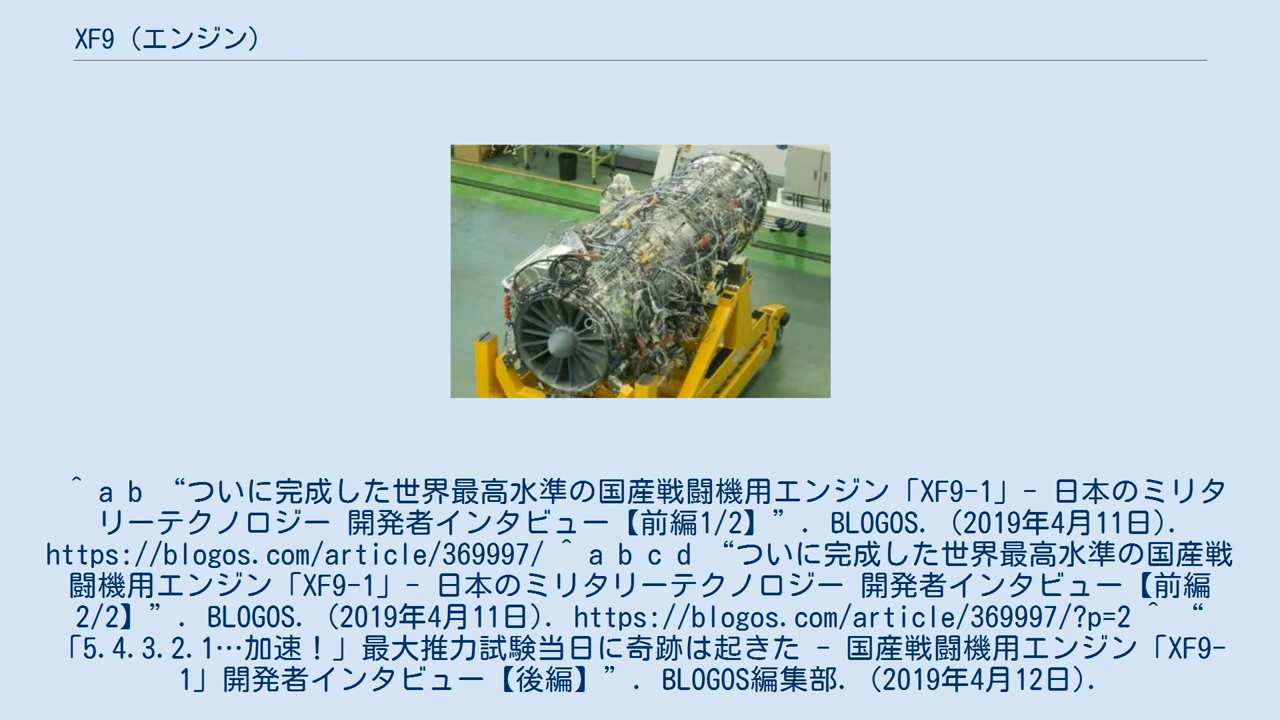 XF9（エンジン）
^ a b “ついに完成した世界最高水準の国産戦闘機用エンジン「XF9-1」- 日本のミリタ
リーテクノロジー 開発者インタビュー【前編1/2】”. BLOGOS. (2019年4月11日).
https://blogos.com/article/369997/ ^ a b c d “ついに完成した世界最高水準の国産戦
闘機用エンジン「XF9-1」- 日本のミリタリーテクノロジー 開発者インタビュー【前編
2/2】”. BLOGOS. (2019年4月11日). https://blogos.com/article/369997/?p=2 ^ “
「5.4.3.2.1…加速！」最大推力試験当日に奇跡は起きた - 国産戦闘機用エンジン「XF9-
1」開発者インタビュー【後編】”. BLOGOS編集部. (2019年4月12日).